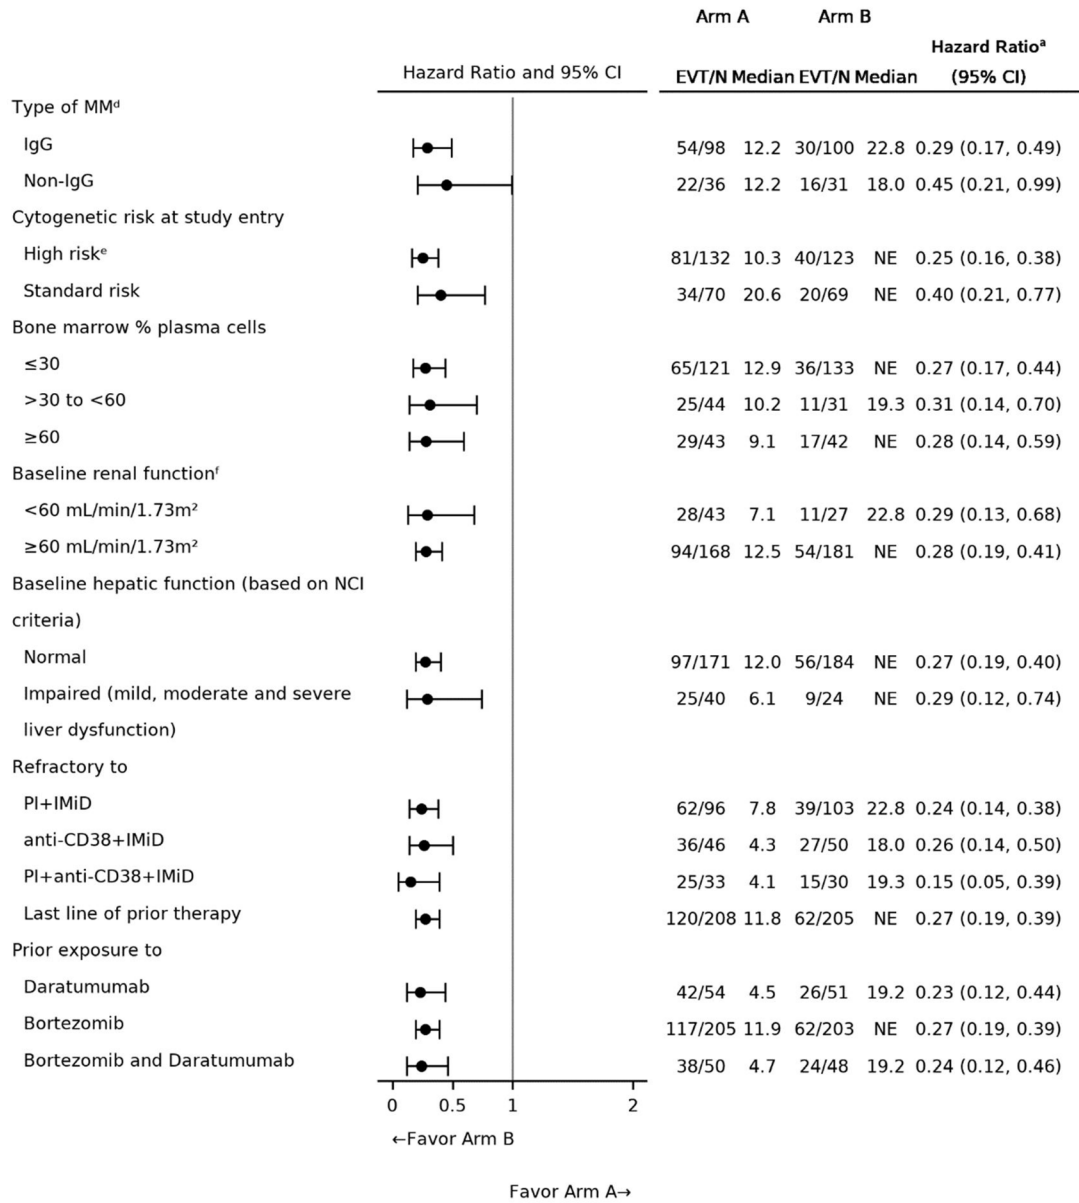 Arm A Arm B
Hazard Ratioᵃ
Hazard Ratio and 95% CI EVT/N Median EVT/N Median (95% CI)
Type of MMᵈ
IgG 54/98 12.2 30/100 22.8 0.29 (0.17, 0.49)
Non-IgG 22/36 12.2 16/31 18.0 0.45 (0.21, 0.99)
Cytogenetic risk at study entry
High riskᵉ 81/132 10.3 40/123 NE 0.25 (0.16, 0.38)
Standard risk 34/70 20.6 20/69 NE 0.40 (0.21, 0.77)
Bone marrow % plasma cells
≤30 65/121 12.9 36/133 NE 0.27 (0.17, 0.44)
>30 to <60 25/44 10.2 11/31 19.3 0.31 (0.14, 0.70)
≥60 29/43 9.1 17/42 NE 0.28 (0.14, 0.59)
Baseline renal functionᶠ
<60 mL/min/1.73m² 28/43 7.1 11/27 22.8 0.29 (0.13, 0.68)
≥60 mL/min/1.73m² 94/168 12.5 54/181 NE 0.28 (0.19, 0.41)
Baseline hepatic function (based on NCI
criteria)
Normal 97/171 12.0 56/184 NE 0.27 (0.19, 0.40)
Impaired (mild, moderate and severe 25/40 6.1 9/24 NE 0.29 (0.12, 0.74)
liver dysfunction)
Refractory to
PI+IMiD 62/96 7.8 39/103 22.8 0.24 (0.14, 0.38)
anti-CD38+IMiD 36/46 4.3 27/50 18.0 0.26 (0.14, 0.50)
PI+anti-CD38+IMiD 25/33 4.1 15/30 19.3 0.15 (0.05, 0.39)
Last line of prior therapy 120/208 11.8 62/205 NE 0.27 (0.19, 0.39)
Prior exposure to
Daratumumab 42/54 4.5 26/51 19.2 0.23 (0.12, 0.44)
Bortezomib 117/205 11.9 62/203 NE 0.27 (0.19, 0.39)
Bortezomib and Daratumumab 38/50 4.7 24/48 19.2 0.24 (0.12, 0.46)
0 0.5 1 2
←Favor Arm B
Favor Arm A→